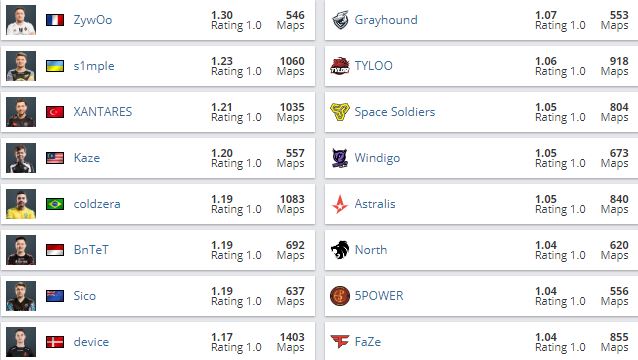 ZywOo 1.30 546
Rating 1.0 Maps
s1mple 1.23 1060
Rating 1.0 Maps
XANTARES 1.21 1035
Rating 1.0 Maps
Kaze 1.20 557
Rating 1.0 Maps
coldzera 1.19 1083
Rating 1.0 Maps
BnTeT 1.19 692
Rating 1.0 Maps
Sico 1.19 637
Rating 1.0 Maps
device 1.17 1403
Rating 1.0 Maps
Grayhound 1.07 553
Rating 1.0 Maps
TYLOO 1.06 918
Rating 1.0 Maps
Space Soldiers 1.05 804
Rating 1.0 Maps
Windigo 1.05 673
Rating 1.0 Maps
Astralis 1.05 840
Rating 1.0 Maps
North 1.04 620
Rating 1.0 Maps
5POWER 1.04 556
Rating 1.0 Maps
FaZe 1.04 855
Rating 1.0 Maps